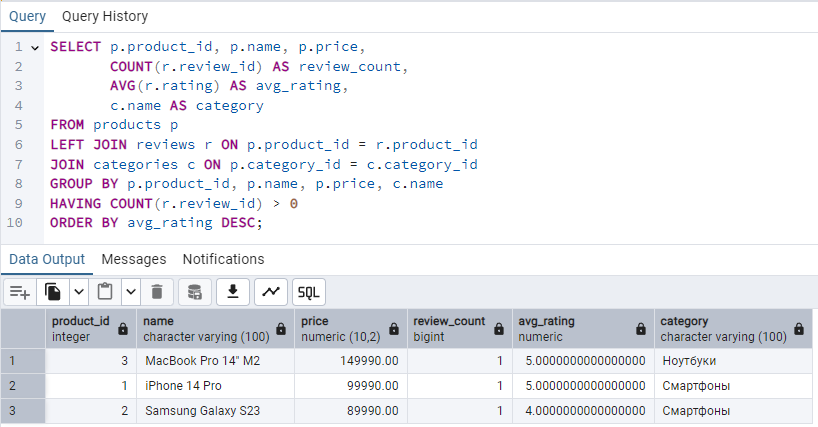 Query Query History
1 SELECT p.product_id, p.name, p.price,
2 COUNT(r.review_id) AS review_count,
3 AVG(r.rating) AS avg_rating,
4 c.name AS category
5 FROM products p
6 LEFT JOIN reviews r ON p.product_id = r.product_id
7 JOIN categories c ON p.category_id = c.category_id
8 GROUP BY p.product_id, p.name, p.price, c.name
9 HAVING COUNT(r.review_id) > 0
10 ORDER BY avg_rating DESC;
Data Output Messages Notifications
SQL
product_id name price review_count avg_rating category
integer character varying (100) numeric (10,2) bigint numeric character varying (100)
1 3 MacBook Pro 14" M2 149990.00 1 5.0000000000000000 Ноутбуки
2 1 iPhone 14 Pro 99990.00 1 5.0000000000000000 Смартфоны
3 2 Samsung Galaxy S23 89990.00 1 4.0000000000000000 Смартфоны